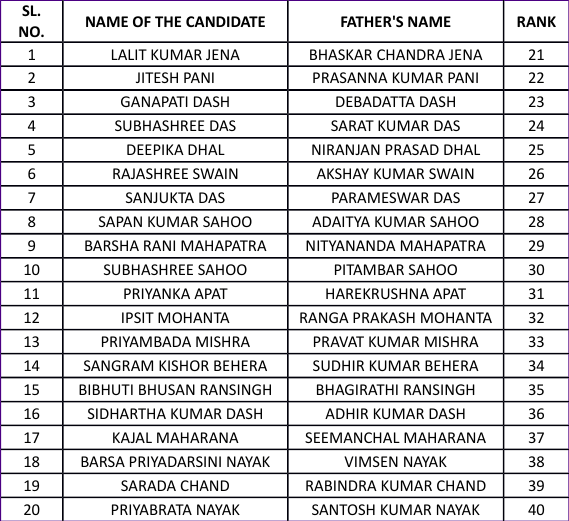 SL. NO. NAME OF THE CANDIDATE FATHER'S NAME RANK
1 LALIT KUMAR JENA BHASKAR CHANDRA JENA 21
2 JITESH PANI PRASANNA KUMAR PANI 22
3 GANAPATI DASH DEBADATTA DASH 23
4 SUBHASHREE DAS SARAT KUMAR DAS 24
5 DEEPIKA DHAL NIRANJAN PRASAD DHAL 25
6 RAJASHREE SWAIN AKSHAY KUMAR SWAIN 26
7 SANJUKTA DAS PARAMESWAR DAS 27
8 SAPAN KUMAR SAHOO ADAITYA KUMAR SAHOO 28
9 BARSHA RANI MAHAPATRA NITYANANDA MAHAPATRA 29
10 SUBHASHREE SAHOO PITAMBAR SAHOO 30
11 PRIYANKA APAT HAREKRUSHNA APAT 31
12 IPSIT MOHANTA RANGA PRAKASH MOHANTA 32
13 PRIYAMBADA MISHRA PRAVAT KUMAR MISHRA 33
14 SANGRAM KISHOR BEHERA SUDHIR KUMAR BEHERA 34
15 BIBHUTI BHUSAN RANSINGH BHAGIRATHI RANSINGH 35
16 SIDHARTHA KUMAR DASH ADHIR KUMAR DASH 36
17 KAJAL MAHARANA SEEMANCHAL MAHARANA 37
18 BARSA PRIYADARSINI NAYAK VIMSEN NAYAK 38
19 SARADA CHAND RABINDRA KUMAR CHAND 39
20 PRIYABRATA NAYAK SANTOSH KUMAR NAYAK 40